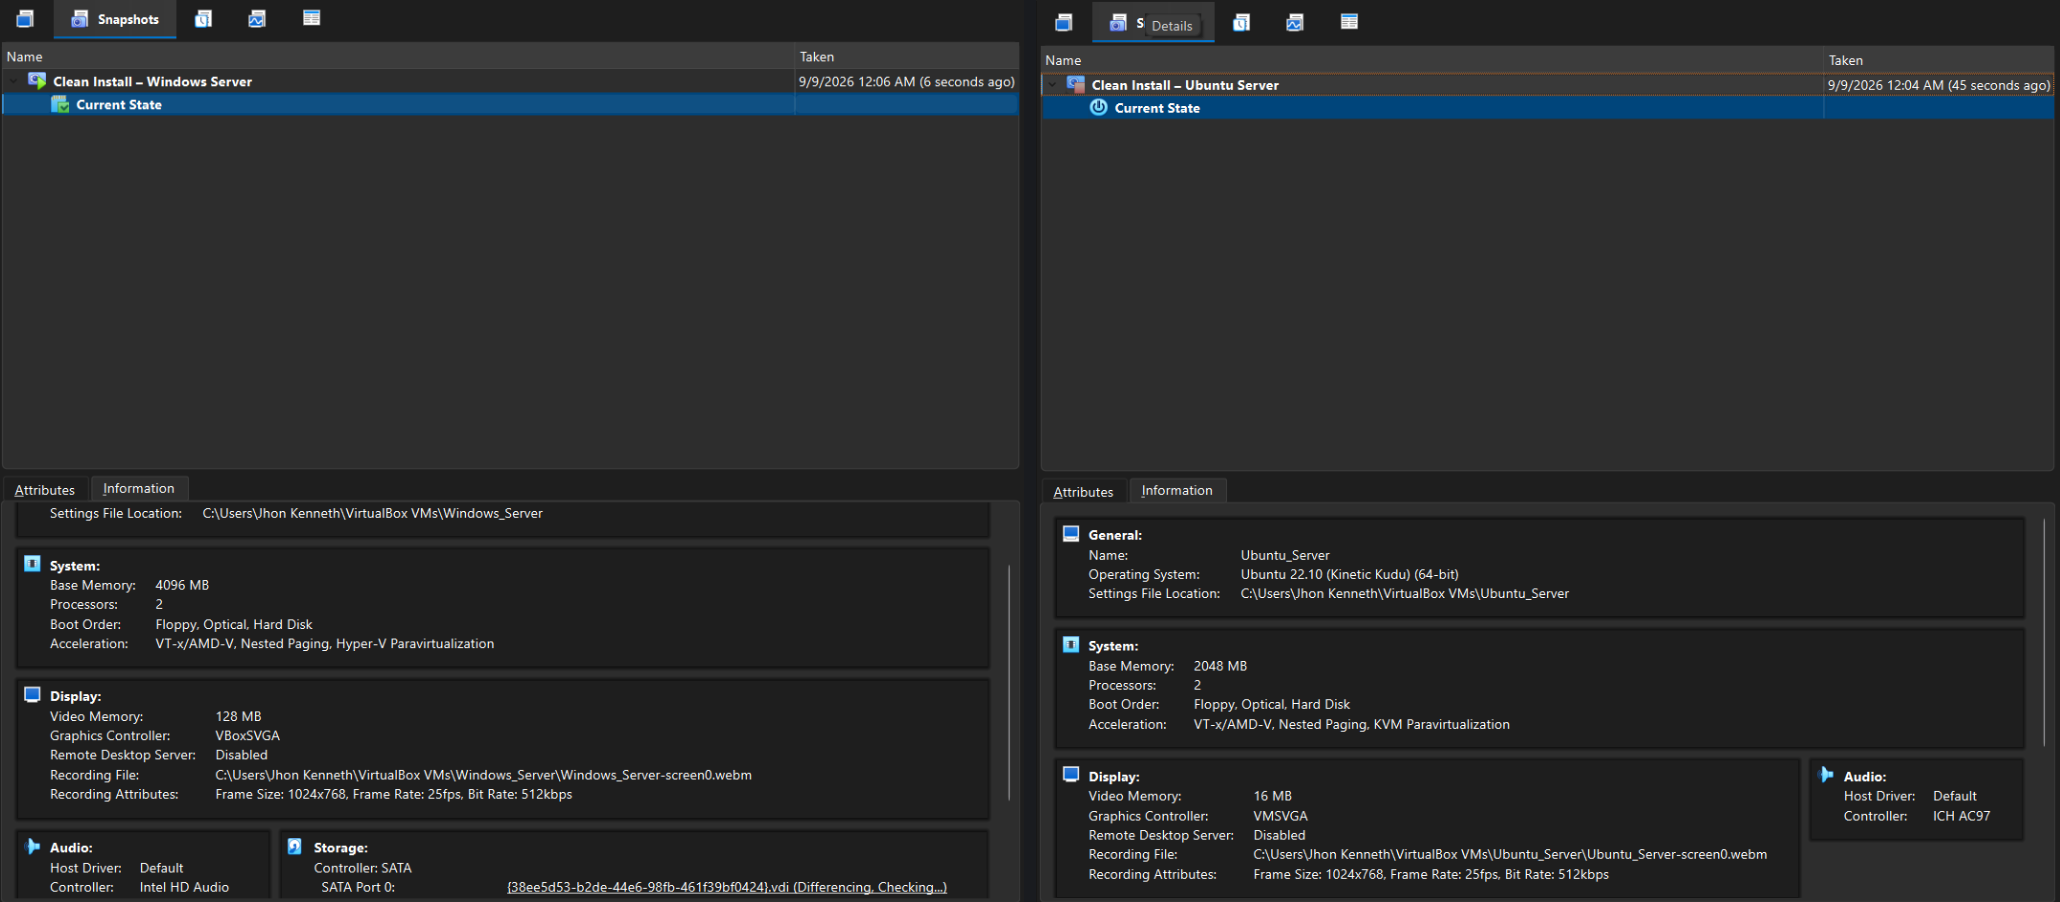 Snapshots
Name Taken
Clean Install – Windows Server 9/9/2026 12:06 AM (6 seconds ago)
Current State
Attributes Information
Settings File Location: C:\Users\Jhon Kenneth\VirtualBox VMs\Windows_Server
System:
Base Memory: 4096 MB
Processors: 2
Boot Order: Floppy, Optical, Hard Disk
Acceleration: VT-x/AMD-V, Nested Paging, Hyper-V Paravirtualization
Display:
Video Memory: 128 MB
Graphics Controller: VBoxSVGA
Remote Desktop Server: Disabled
Recording File: C:\Users\Jhon Kenneth\VirtualBox VMs\Windows_Server\Windows_Server-screen0.webm
Recording Attributes: Frame Size: 1024x768, Frame Rate: 25fps, Bit Rate: 512kbps
Audio:
Host Driver: Default
Controller: Intel HD Audio
Storage:
Controller: SATA
SATA Port 0: {38ee5d53-b2de-44e6-98fb-461f39bf0424}.vdi (Differencing, Checking...)
S Details
Name Taken
Clean Install – Ubuntu Server 9/9/2026 12:04 AM (45 seconds ago)
Current State
Attributes Information
General:
Name: Ubuntu_Server
Operating System: Ubuntu 22.10 (Kinetic Kudu) (64-bit)
Settings File Location: C:\Users\Jhon Kenneth\VirtualBox VMs\Ubuntu_Server
System:
Base Memory: 2048 MB
Processors: 2
Boot Order: Floppy, Optical, Hard Disk
Acceleration: VT-x/AMD-V, Nested Paging, KVM Paravirtualization
Display:
Video Memory: 16 MB
Graphics Controller: VMSVGA
Remote Desktop Server: Disabled
Recording File: C:\Users\Jhon Kenneth\VirtualBox VMs\Ubuntu_Server\Ubuntu_Server-screen0.webm
Recording Attributes: Frame Size: 1024x768, Frame Rate: 25fps, Bit Rate: 512kbps
Audio:
Host Driver: Default
Controller: ICH AC97